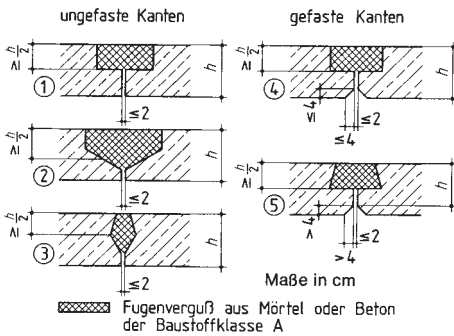 ungefaste Kanten
gefaste Kanten
≥ h/2
h
①
≦2
≥ h/2
h
④
≦4
≦4
≦2
≥ h/2
h
②
≦2
≥ h/2
h
⑤
>4
>4
≦2
≥ h/2
h
③
≦2
Maße in cm
Fugenverguß aus Mörtel oder Beton
der Baustoffklasse A